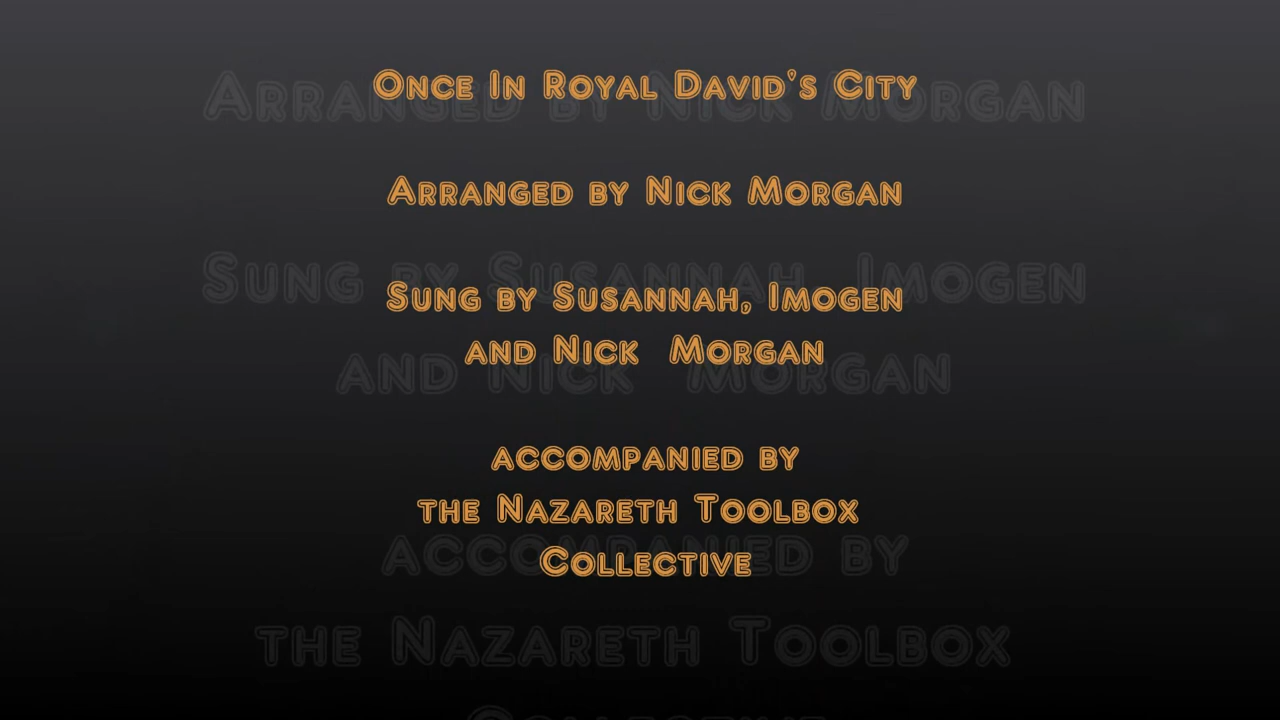 Once In Royal David's City
Arranged by Nick Morgan
Sung by Susannah, Imogen
and Nick Morgan
accompanied by
the Nazareth Toolbox
Collective